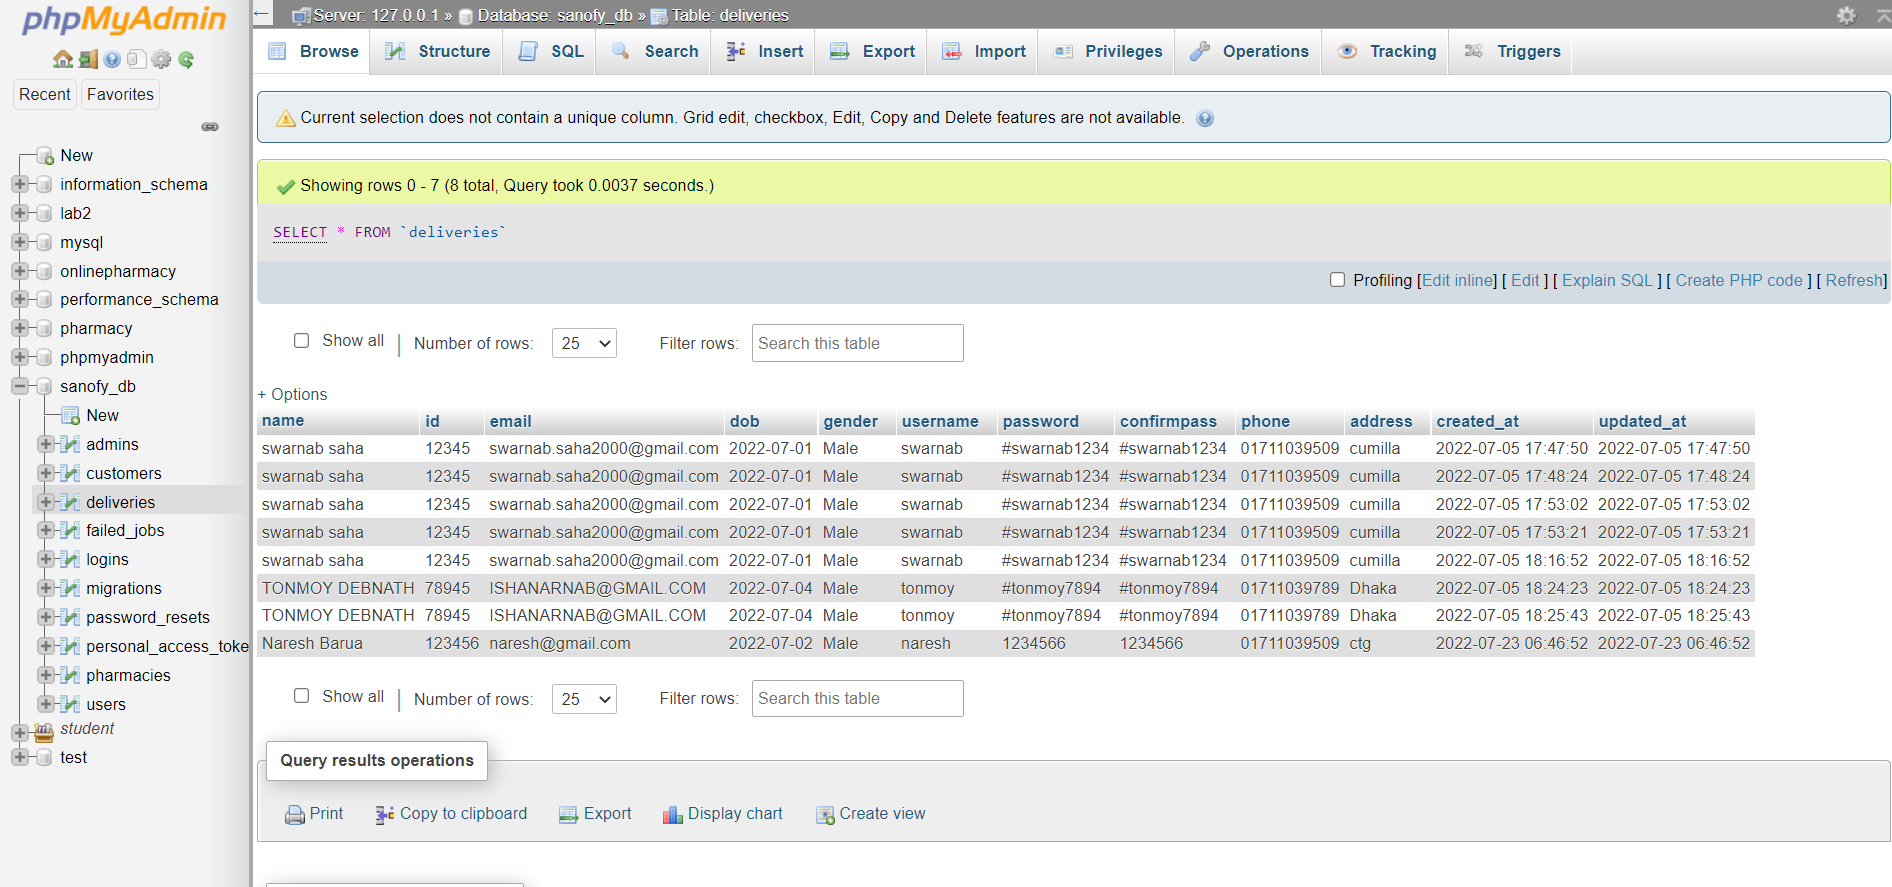 phpMyAdmin
Recent Favorites
New
information_schema
lab2
mysql
onlinepharmacy
performance_schema
pharmacy
phpmyadmin
sanofy_db
New
admins
customers
deliveries
failed_jobs
logins
migrations
password_resets
personal_access_toke
pharmacies
users
student
test
Server: 127.0.0.1 » Database: sanofy_db » Table: deliveries
Browse Structure SQL Search Insert Export Import Privileges Operations Tracking Triggers
Current selection does not contain a unique column. Grid edit, checkbox, Edit, Copy and Delete features are not available.
Showing rows 0 - 7 (8 total, Query took 0.0037 seconds.)
SELECT * FROM `deliveries`
Profiling [Edit inline] [ Edit ] [ Explain SQL ] [ Create PHP code ] [ Refresh]
Show all | Number of rows: 25 Filter rows: Search this table
+ Options
name id email dob gender username password confirmpass phone address created_at updated_at
swarnab saha 12345 swarnab.saha2000@gmail.com 2022-07-01 Male swarnab #swarnab1234 #swarnab1234 01711039509 cumilla 2022-07-05 17:47:50 2022-07-05 17:47:50
swarnab saha 12345 swarnab.saha2000@gmail.com 2022-07-01 Male swarnab #swarnab1234 #swarnab1234 01711039509 cumilla 2022-07-05 17:48:24 2022-07-05 17:48:24
swarnab saha 12345 swarnab.saha2000@gmail.com 2022-07-01 Male swarnab #swarnab1234 #swarnab1234 01711039509 cumilla 2022-07-05 17:53:02 2022-07-05 17:53:02
swarnab saha 12345 swarnab.saha2000@gmail.com 2022-07-01 Male swarnab #swarnab1234 #swarnab1234 01711039509 cumilla 2022-07-05 17:53:21 2022-07-05 17:53:21
swarnab saha 12345 swarnab.saha2000@gmail.com 2022-07-01 Male swarnab #swarnab1234 #swarnab1234 01711039509 cumilla 2022-07-05 18:16:52 2022-07-05 18:16:52
TONMOY DEBNATH 78945 ISHANARNAB@GMAIL.COM 2022-07-04 Male tonmoy #tonmoy7894 #tonmoy7894 01711039789 Dhaka 2022-07-05 18:24:23 2022-07-05 18:24:23
TONMOY DEBNATH 78945 ISHANARNAB@GMAIL.COM 2022-07-04 Male tonmoy #tonmoy7894 #tonmoy7894 01711039789 Dhaka 2022-07-05 18:25:43 2022-07-05 18:25:43
Naresh Barua 123456 naresh@gmail.com 2022-07-02 Male naresh 1234566 1234566 01711039509 ctg 2022-07-23 06:46:52 2022-07-23 06:46:52
Show all | Number of rows: 25 Filter rows: Search this table
Query results operations
Print Copy to clipboard Export Display chart Create view